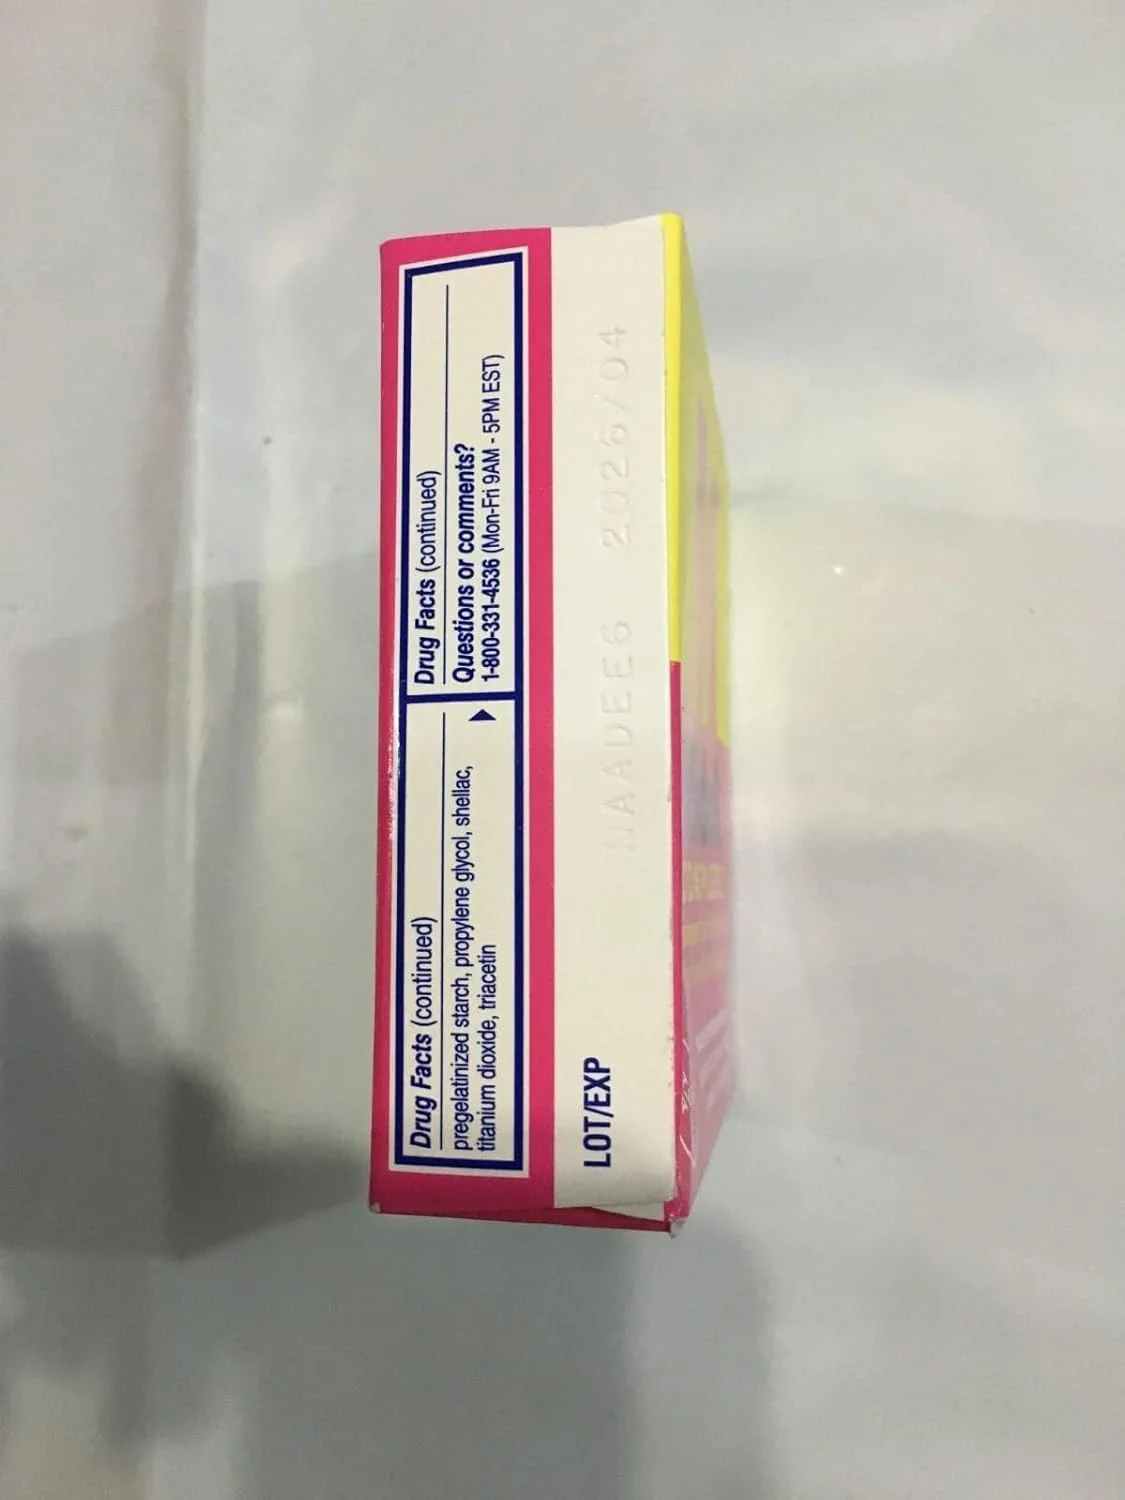 Drug Facts (continued)
pregelatinized starch, propylene glycol, shellac,
titanium dioxide, triacetin
Drug Facts (continued)
Questions or comments?
1-800-331-4536 (Mon-Fri 9AM - 5PM EST)
LOT/EXP
2026/04